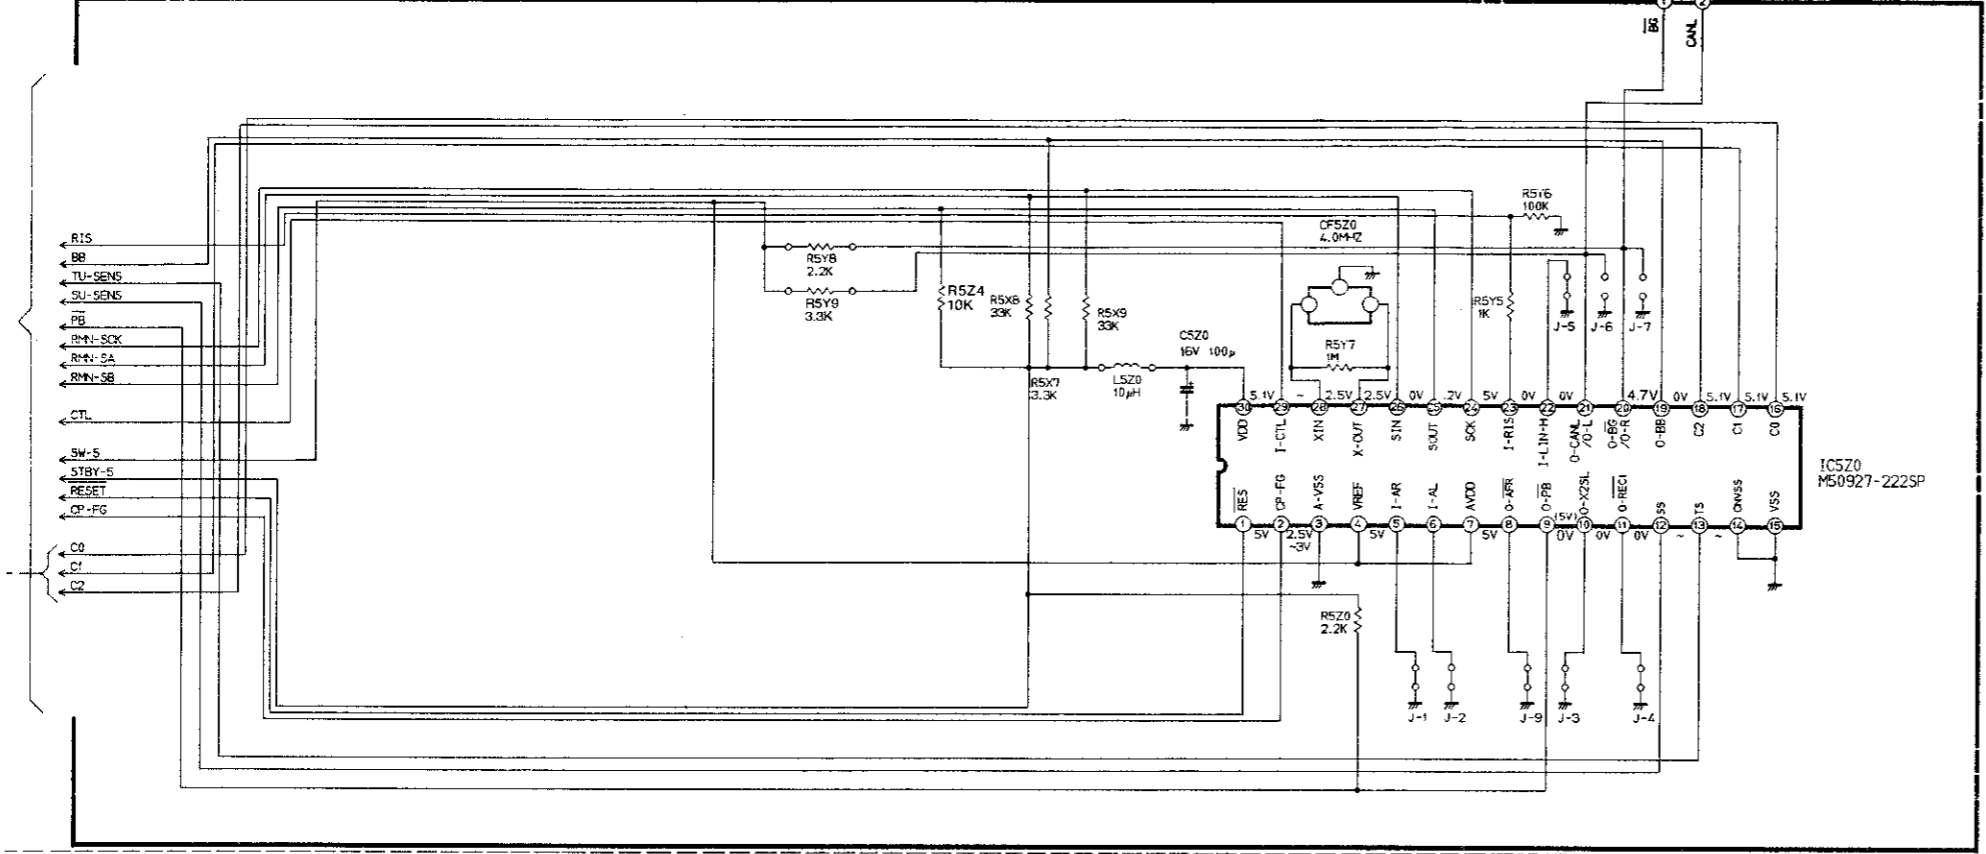 1 2
BG
CANL
RIS
BB
TU-SENS
SU-SENS
PB
RMN-SCK
RMN-SA
RMN-SB
CTL
SW-5
STBY-5
RESET
CP-FG
C0
C1
C2
R5Y8
2.2K
R5Y9
3.3K
R5Z4
10K
R5X8
33K
R5X7
3.3K
R5X9
33K
L5Z0
10μH
C5Z0
16V 100μ
CF5Z0
4.0MHZ
R5Y7
1M
R5Y6
100K
R5Y5
1K
J-5
J-6
J-7
5.1V ~ 2.5V 2.5V 0V .2V 5V 0V 0V 4.7V 0V 5.1V 5.1V 5.1V
30 29 28 27 26 25 24 23 22 21 20 19 18 17 16
VDD
I-CTL
XIN
X-OUT
SIN
SOUT
SCK
I-RIS
I-LIN-H
O-CANL
/O-L
O-BG
/O-R
O-BB
C2
C1
C0
IC5Z0
M50927-222SP
RES
CP-FG
A-VSS
VREF
I-AR
I-AL
AVDD
O-AFR
O-PB
O-X2SL
O-REC1
SS
TS
CNVSS
VSS
1 2 3 4 5 6 7 8 9 10 11 12 13 14 15
5V 2.5V
~3V
5V 5V
(5V)
0V 0V 0V ~ ~
R5Z0
2.2K
J-1
J-2
J-9
J-3
J-4